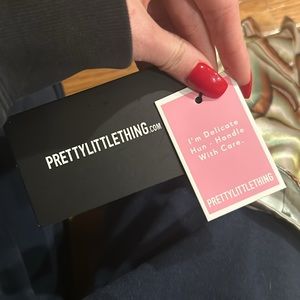 PRETTYLITTLETHING.COM
I'm Delicate
Hun - Handle
With Care.
PRETTYLITTLETHING